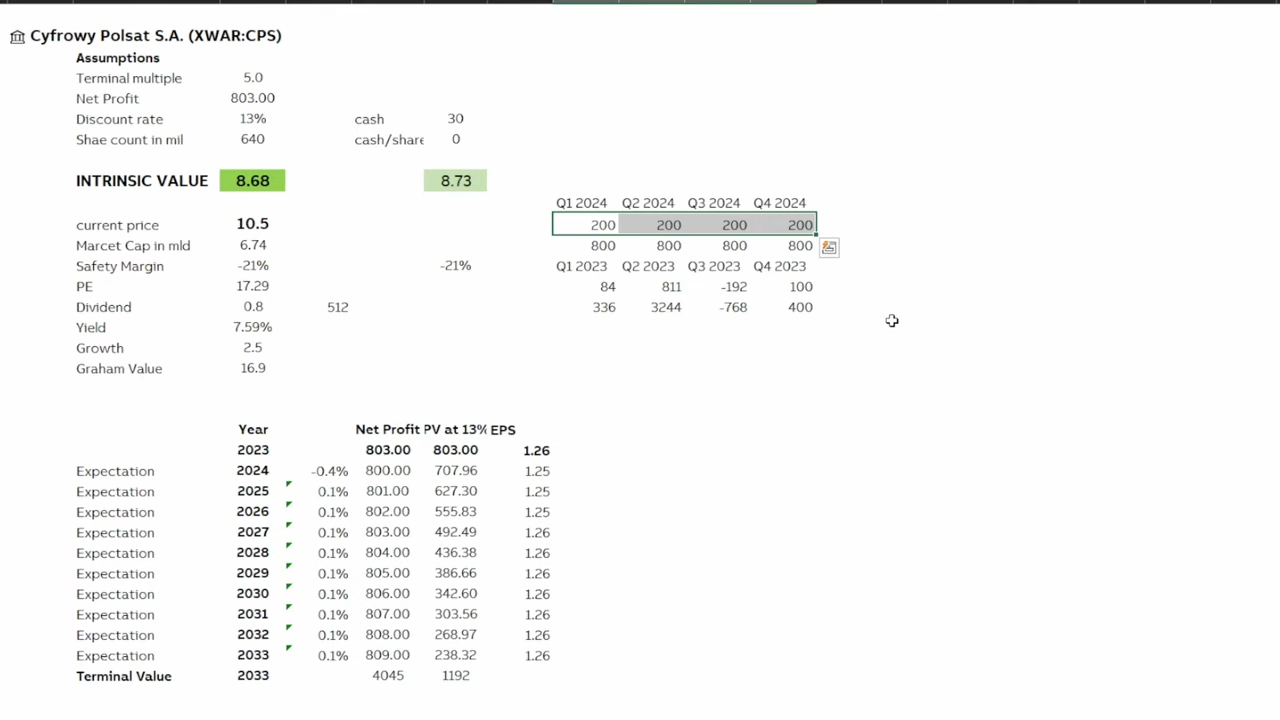 Cyfrowy Polsat S.A. (XWAR:CPS)
Assumptions
Terminal multiple 5.0
Net Profit 803.00
Discount rate 13% cash 30
Shae count in mil 640 cash/share 0
INTRINSIC VALUE 8.68 8.73
Q1 2024 Q2 2024 Q3 2024 Q4 2024
current price 10.5 200 200 200 200
Marcet Cap in mld 6.74 800 800 800 800
Safety Margin -21% -21% Q1 2023 Q2 2023 Q3 2023 Q4 2023
PE 17.29 84 811 -192 100
Dividend 0.8 512 336 3244 -768 400
Yield 7.59%
Growth 2.5
Graham Value 16.9
Year Net Profit PV at 13% EPS
2023 803.00 803.00 1.26
Expectation 2024 -0.4% 800.00 707.96 1.25
Expectation 2025 0.1% 801.00 627.30 1.25
Expectation 2026 0.1% 802.00 555.83 1.25
Expectation 2027 0.1% 803.00 492.49 1.26
Expectation 2028 0.1% 804.00 436.38 1.26
Expectation 2029 0.1% 805.00 386.66 1.26
Expectation 2030 0.1% 806.00 342.60 1.26
Expectation 2031 0.1% 807.00 303.56 1.26
Expectation 2032 0.1% 808.00 268.97 1.26
Expectation 2033 0.1% 809.00 238.32 1.26
Terminal Value 2033 4045 1192